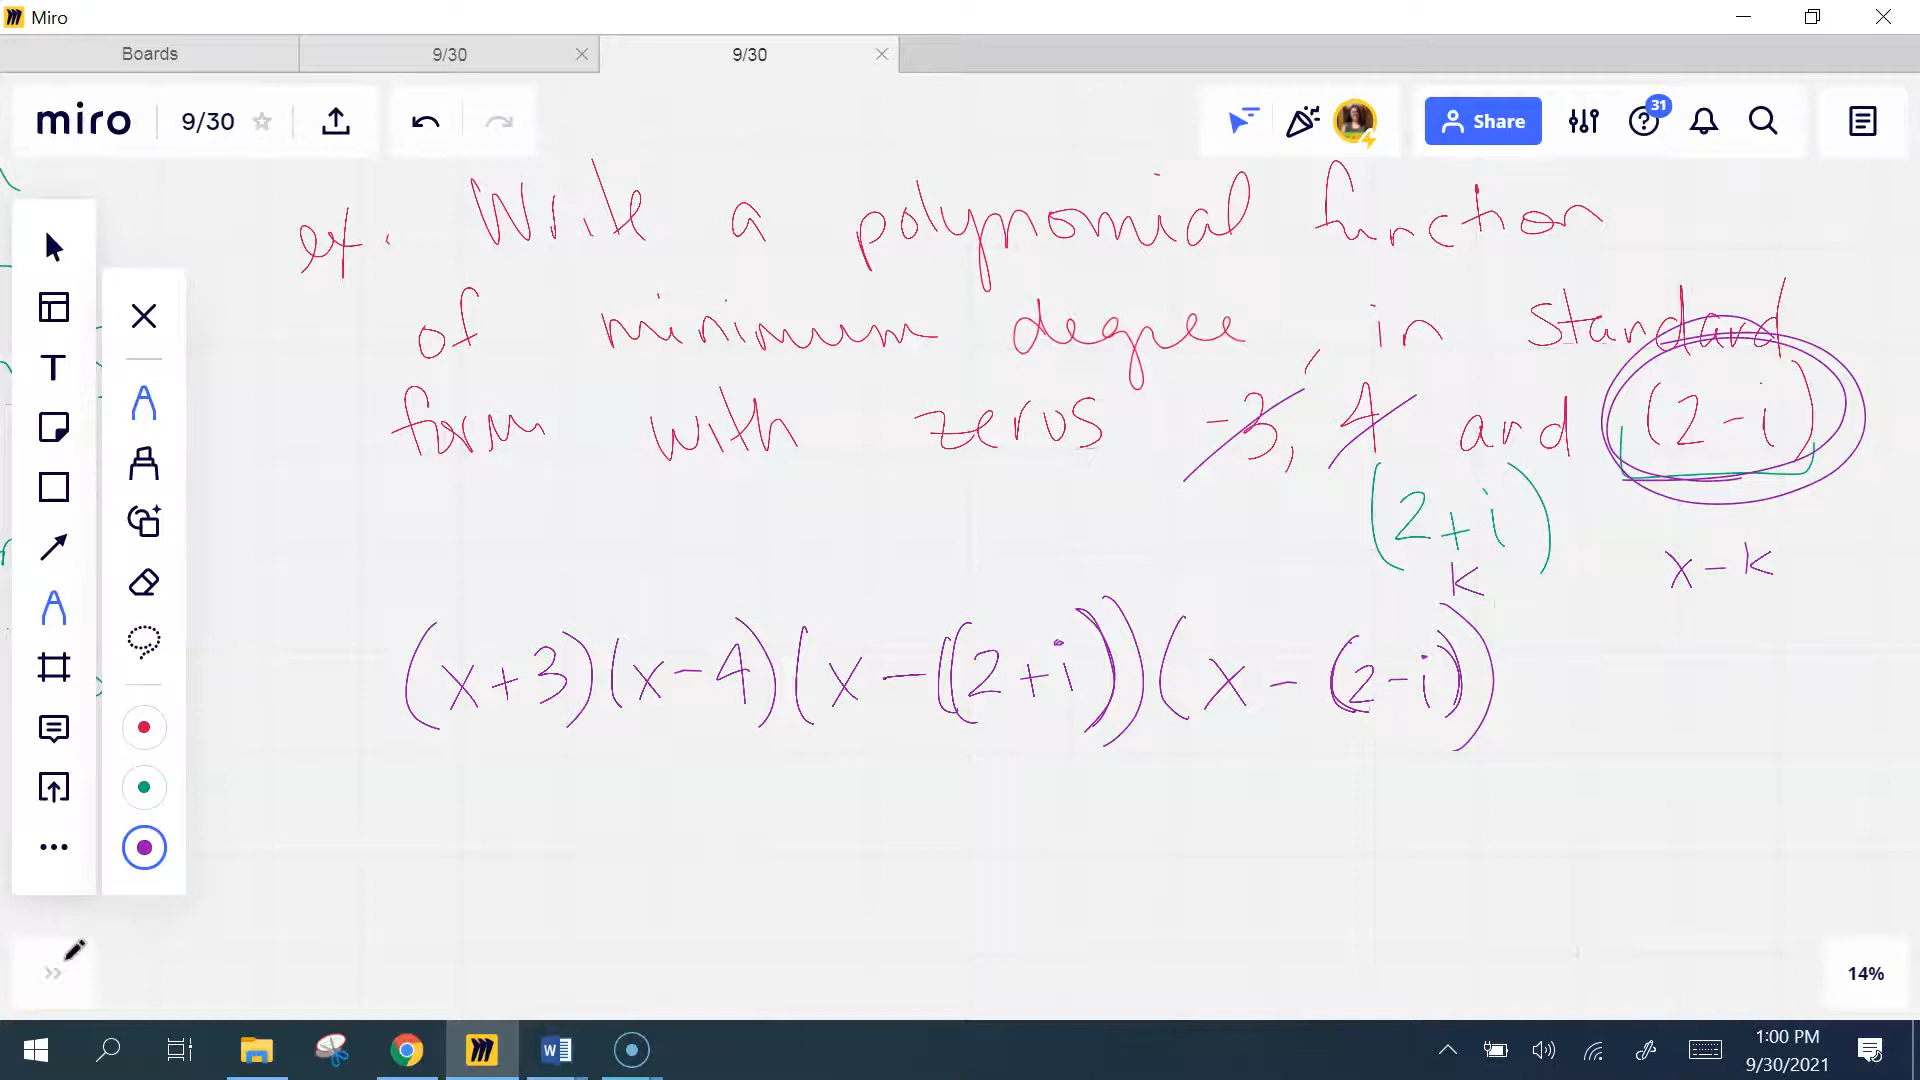 Miro
Boards 9/30 9/30
miro 9/30 Share 31
ex. Write a polynomial function
of minimum degree, in standard
form with zeros -3, 4 and (2-i)
(2+i)
K x-K
(x+3)(x-4)(x-((2+i))(x-(2-i))
T
14%
1:00 PM
9/30/2021